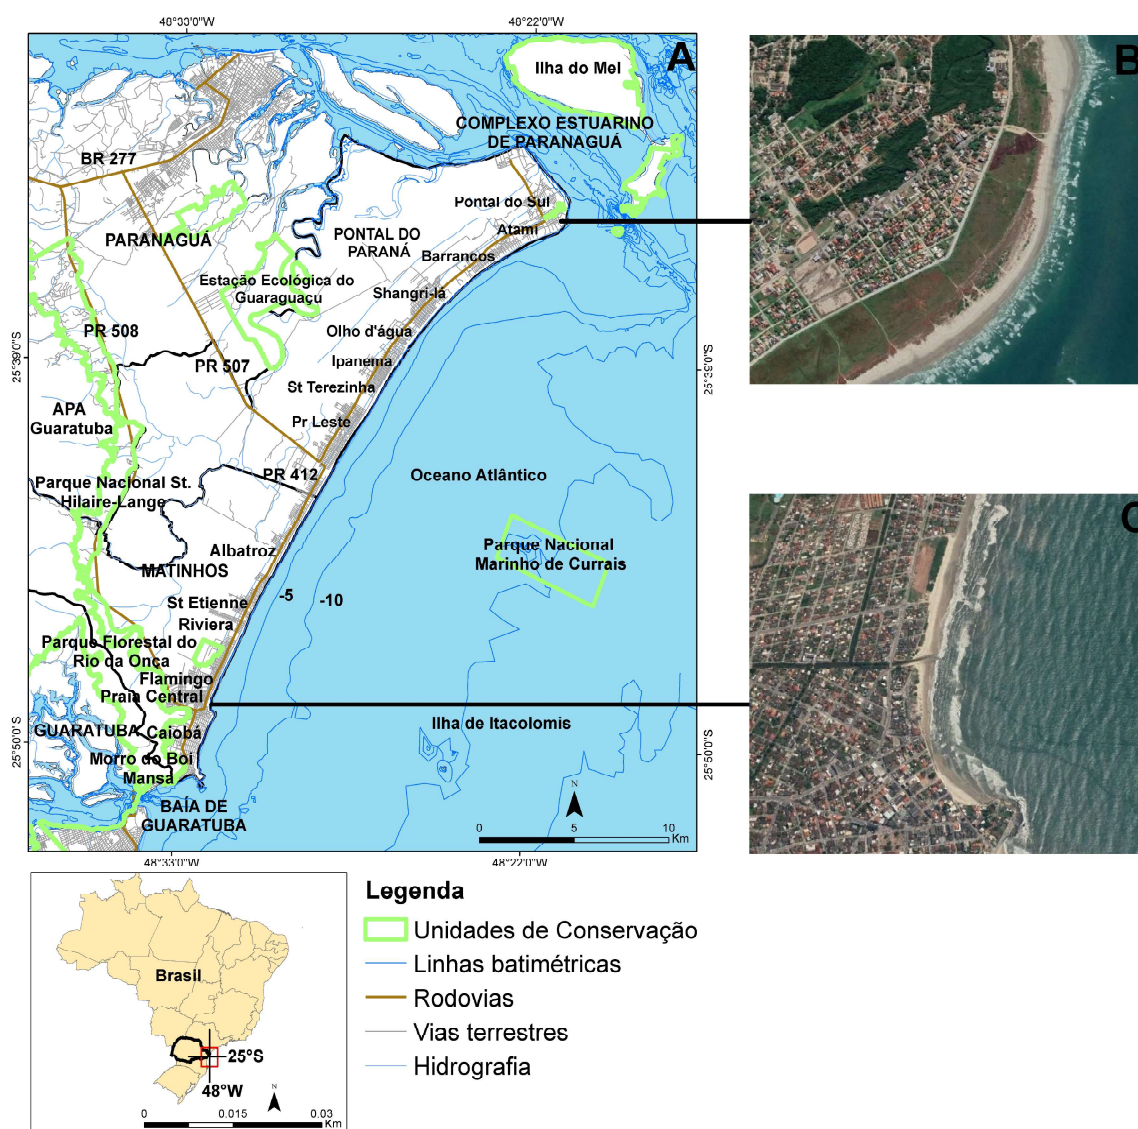 40°33'0"W
40°22'0"W
A
Ilha do Mel
COMPLEXO ESTUARINO
DE PARANAGUÁ
BR 277
Pontal do Sul
Atami
PARANAGUÁ
PONTAL DO
PARANÁ
Barrancos
Estação Ecológica do
Guaraguaçu
Shangri-lá
PR 508
Olho d'água
25°39'0"S
25°39'0"S
PR 507
Ipanema
St Terezinha
APA
Guaratuba
Pr Leste
PR 412
Oceano Atlântico
Parque Nacional St.
Hilaire-Lange
Parque Nacional
Marinho de Currais
Albatroz
MATINHOS
-5
-10
St Etienne
Riviera
Parque Florestal do
Rio da Onça
Flamingo
Praia Central
Ilha de Itacolomis
GUARATUBA
Caiobá
25°50'0"S
25°50'0"S
Morro do Boi
Mansa
BAÍA DE
GUARATUBA
N
0 5 10
Km
48°33'0"W
48°22'0"W
B
C
Brasil
25°S
48°W
N
0 0.015 0.03
Km
Legenda
Unidades de Conservação
Linhas batimétricas
Rodovias
Vias terrestres
Hidrografia